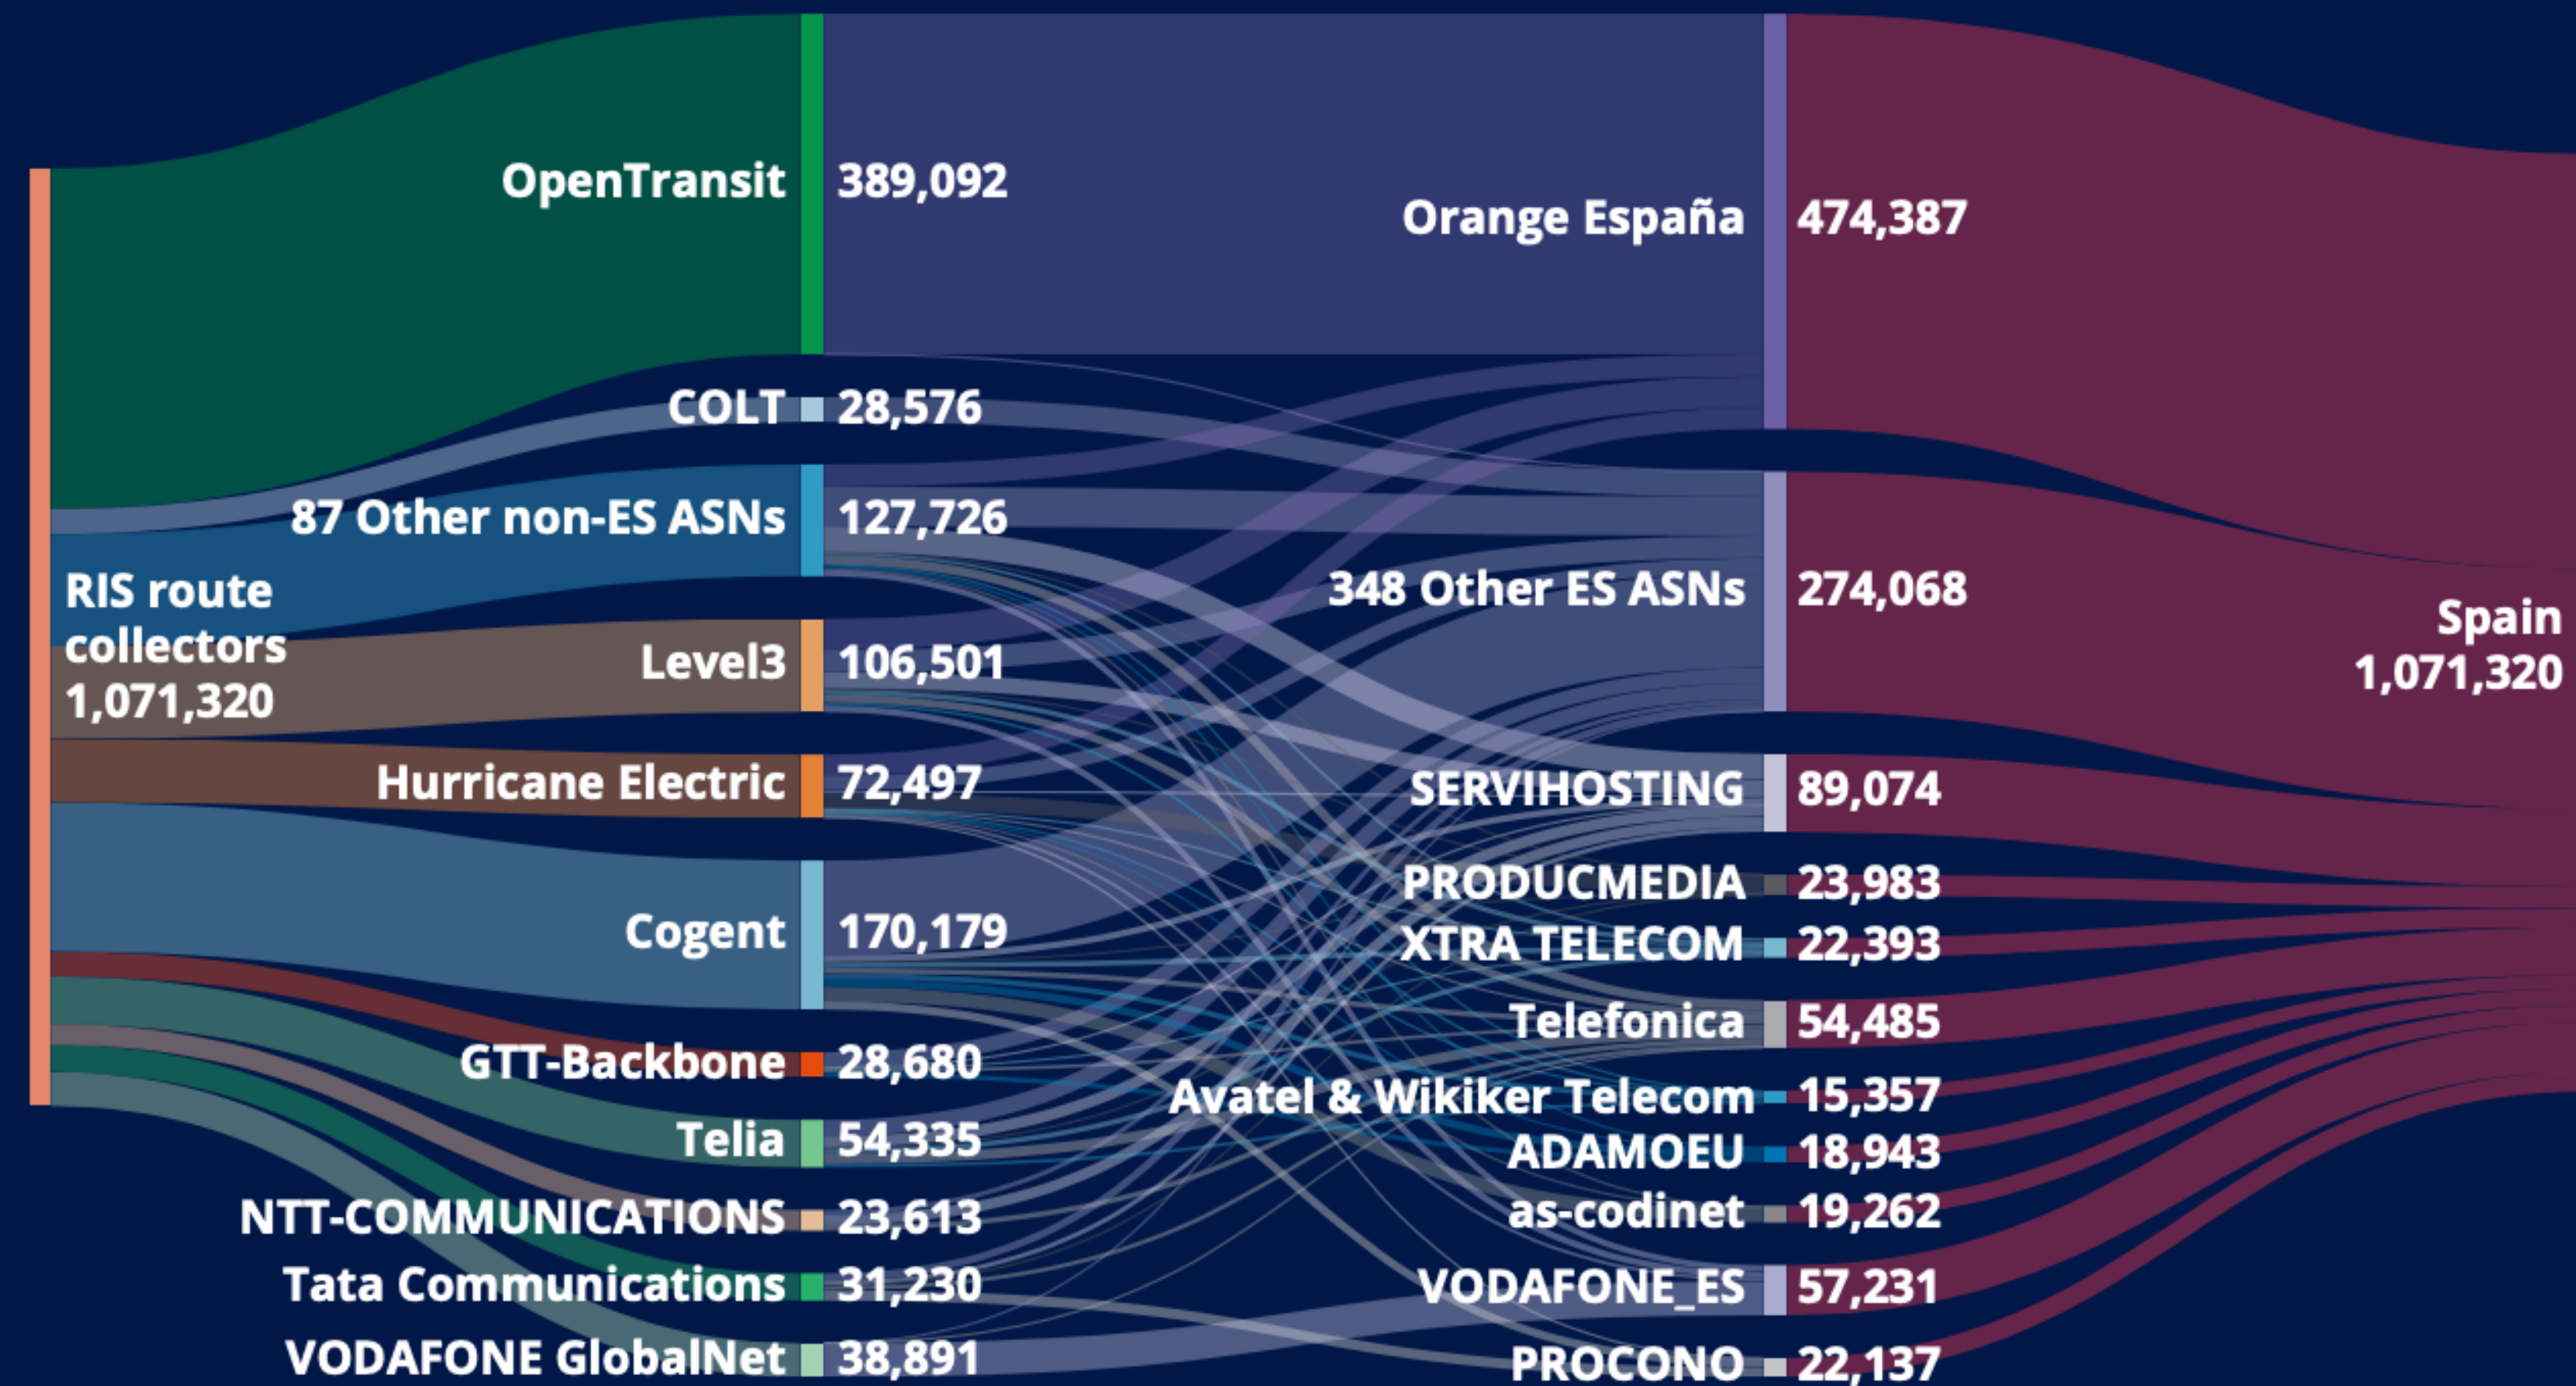 OpenTransit 389,092
COLT 28,576
87 Other non-ES ASNs 127,726
RIS route
collectors
1,071,320
Level3 106,501
Hurricane Electric 72,497
Cogent 170,179
GTT-Backbone 28,680
Telia 54,335
NTT-COMMUNICATIONS 23,613
Tata Communications 31,230
VODAFONE GlobalNet 38,891
Orange España 474,387
348 Other ES ASNs 274,068
SERVIHOSTING 89,074
PRODUCMEDIA 23,983
XTRA TELECOM 22,393
Telefonica 54,485
Avatel & Wikiker Telecom 15,357
ADAMOEU 18,943
as-codinet 19,262
VODAFONE_ES 57,231
PROCONO 22,137
Spain
1,071,320